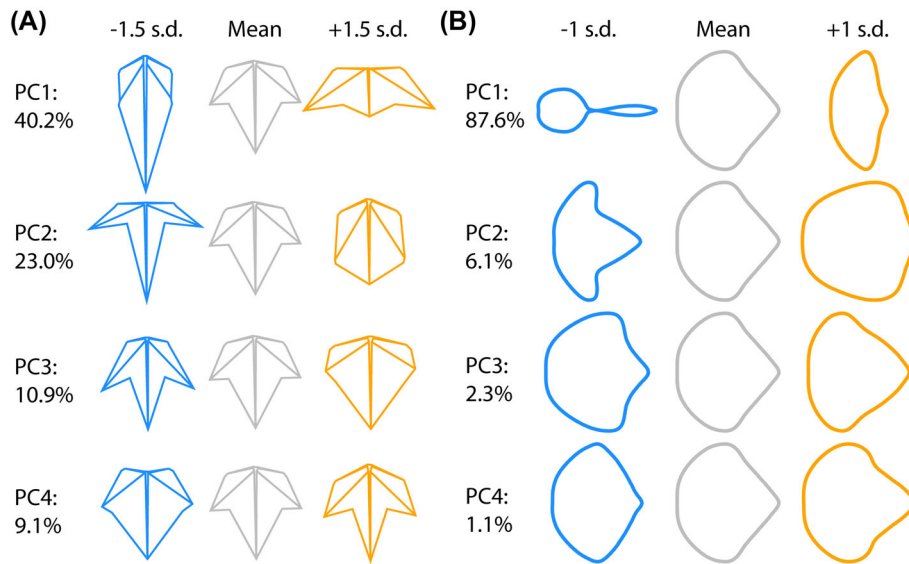 (A) -1.5 s.d. Mean +1.5 s.d.
PC1:
40.2%
PC2:
23.0%
PC3:
10.9%
PC4:
9.1%
(B) -1 s.d. Mean +1 s.d.
PC1:
87.6%
PC2:
6.1%
PC3:
2.3%
PC4:
1.1%